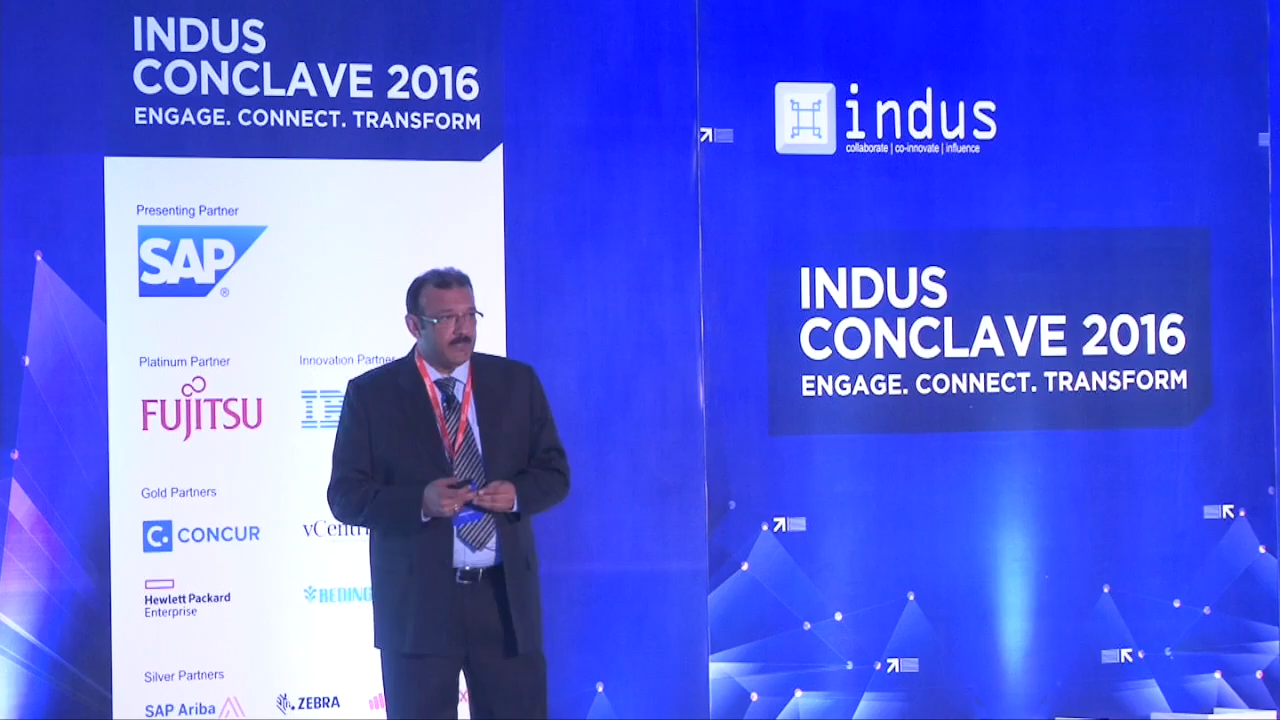 INDUS
CONCLAVE 2016
ENGAGE. CONNECT. TRANSFORM
Presenting Partner
SAP
®
Platinum Partner
Innovation Partner
FUJITSU
Gold Partners
CONCUR
Hewlett Packard
Enterprise
Silver Partners
SAP Ariba
ZEBRA
indus
collaborate | co-innovate | influence
INDUS
CONCLAVE 2016
ENGAGE. CONNECT. TRANSFORM